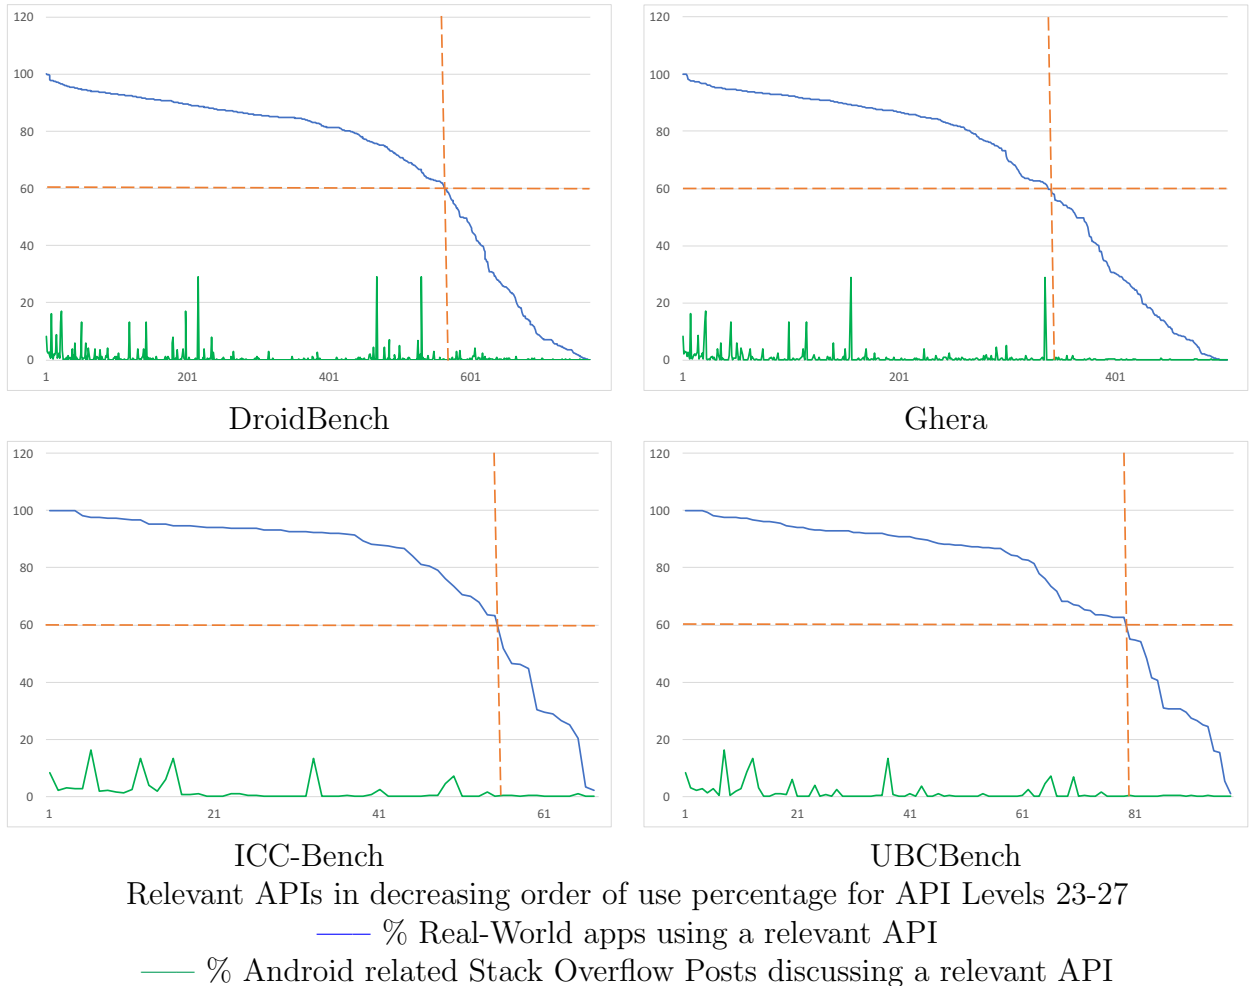 120
100
80
60
40
20
0
1 201 401 601
DroidBench
120
100
80
60
40
20
0
1 201 401
Ghera
120
100
80
60
40
20
0
1 21 41 61
ICC-Bench
120
100
80
60
40
20
0
1 21 41 61 81
UBCBench
Relevant APIs in decreasing order of use percentage for API Levels 23-27
% Real-World apps using a relevant API
% Android related Stack Overflow Posts discussing a relevant API